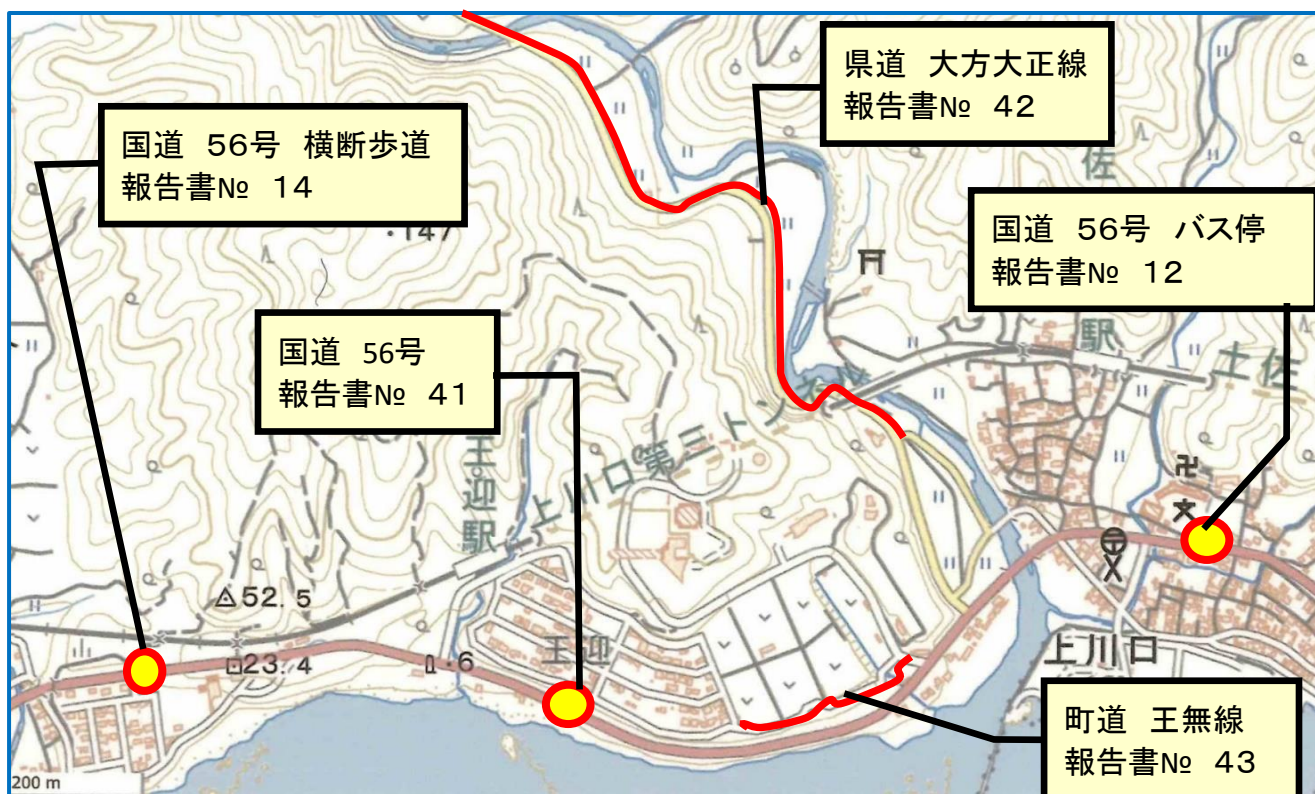 県道 大方大正線
報告書№ 42
国道 56号 横断歩道
報告書№ 14
・147
国道 56号 バス停
報告書№ 12
国道 56号
報告書№ 41
佐
駅
土佐
上川口第三トン
王迎駅
文
52.5
23.4
・6
王迎
上川口
町道 王無線
報告書№ 43
200 m